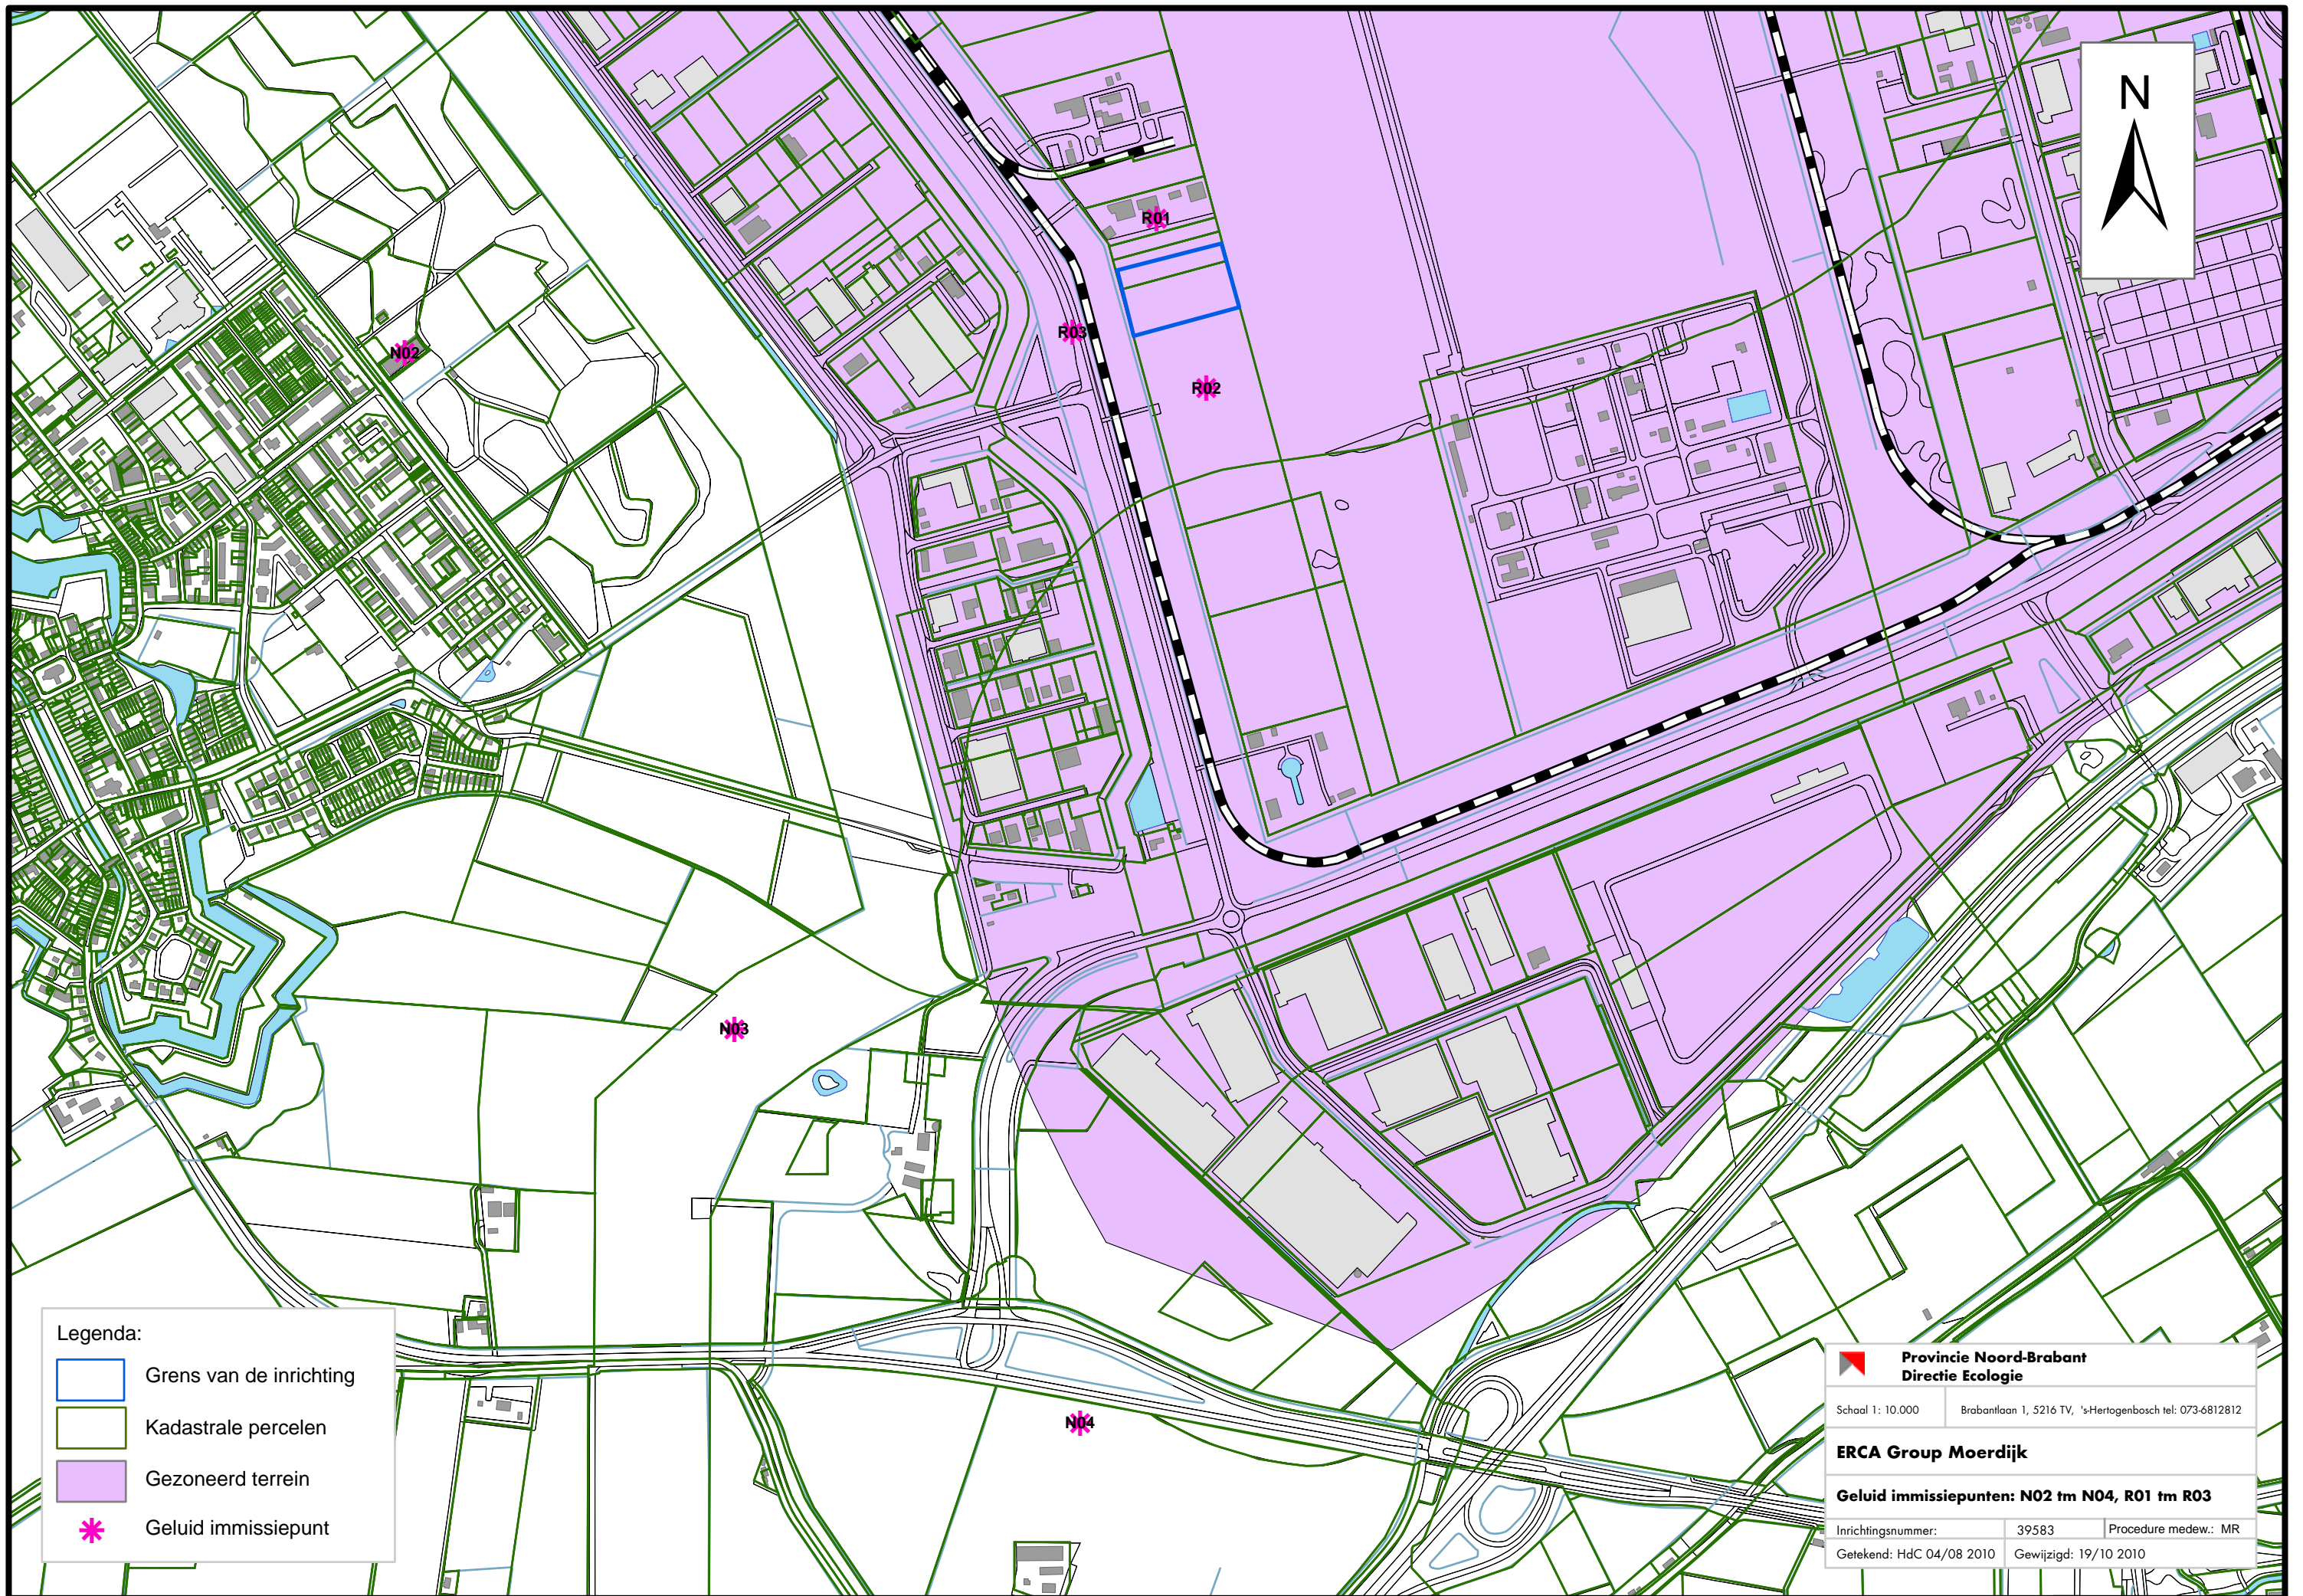 N
R01
R03
N02
R02
N03
N04
Legenda:
Grens van de inrichting
Kadastrale percelen
Gezoneerd terrein
Geluid immissiepunt
Provincie Noord-Brabant
Directie Ecologie
Schaal 1: 10.000
Brabantlaan 1, 5216 TV, 's-Hertogenbosch tel: 073-6812812
ERCA Group Moerdijk
Geluid immissiepunten: N02 tm N04, R01 tm R03
Inrichtingsnummer: 39583 Procedure medew.: MR
Getekend: HdC 04/08 2010 Gewijzigd: 19/10 2010